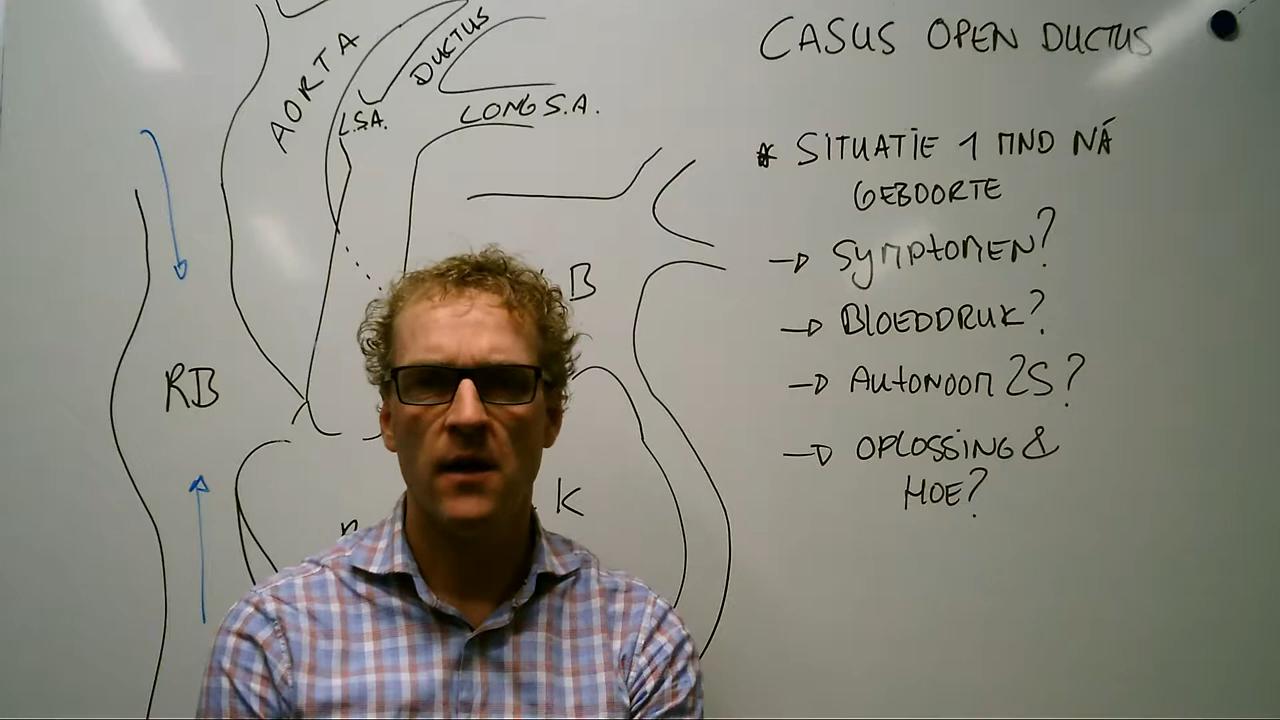 CASUS OPEN DUCTUS
AORTA
DUCTUS
L.S.A.
LONG S.A.
* SITUATIE 1 MND NÁ
GEBOORTE
→ SYMPTOMEN?
B
→ BLOEDDRUK?
RB
→ AUTONOOM ZS?
→ OPLOSSING &
HOE?
K